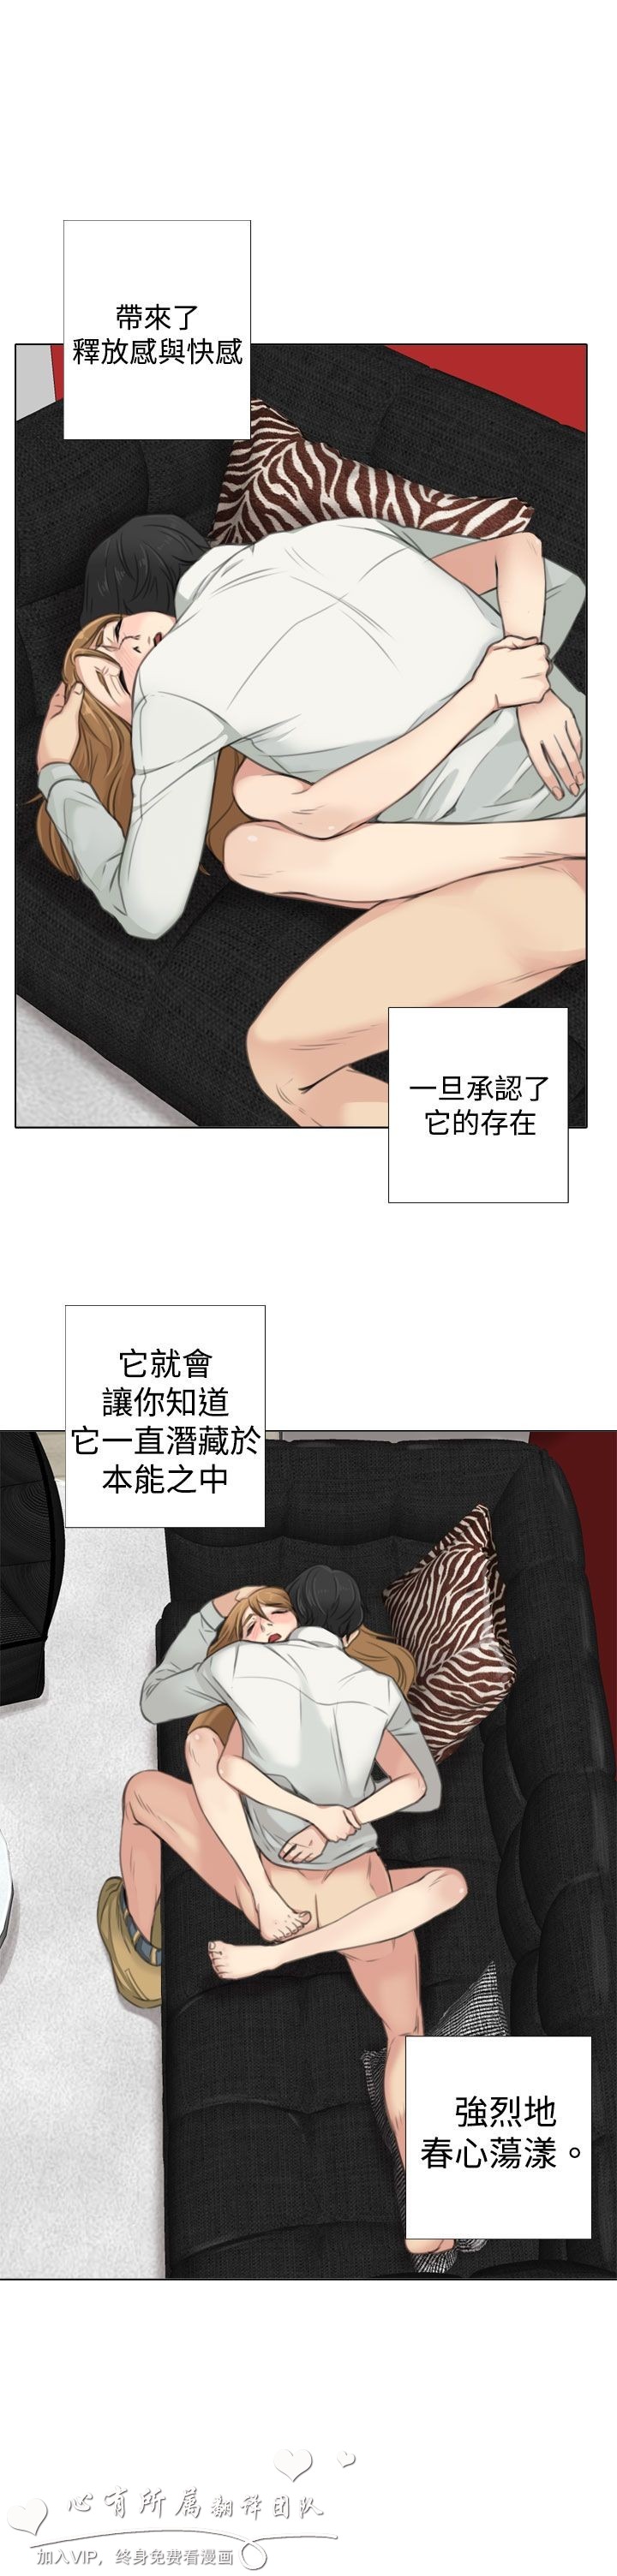 帶來了
釋放感與快感
一旦承認了
它的存在
它就會
讓你知道
它一直潛藏於
本能之中
強烈地
春心蕩漾。
心有所属翻译团队
加入VIP，终身免费看漫画